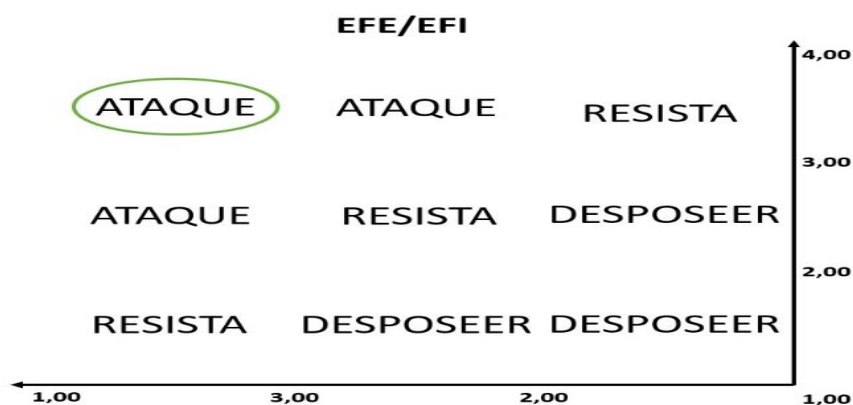 EFE/EFI
4,00
ATAQUE ATAQUE RESISTA
3,00
ATAQUE RESISTA DESPOSEER
2,00
RESISTA DESPOSEER DESPOSEER
1,00 3,00 2,00 1,00